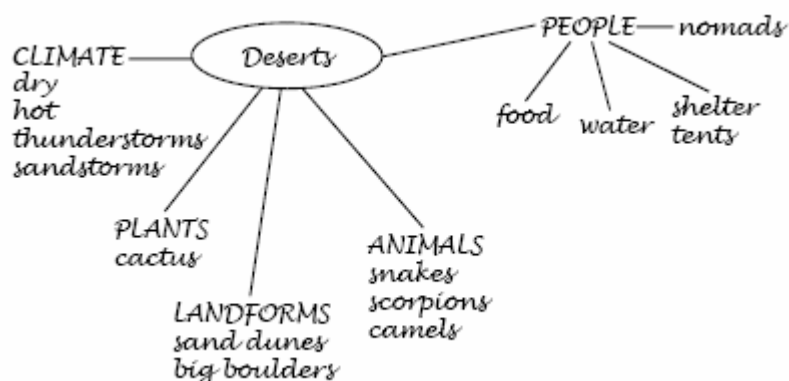 Deserts
CLIMATE
dry
hot
thunderstorms
sandstorms
PLANTS
cactus
LANDFORMS
sand dunes
big boulders
ANIMALS
snakes
scorpions
camels
PEOPLE
nomads
food
water
shelter
tents